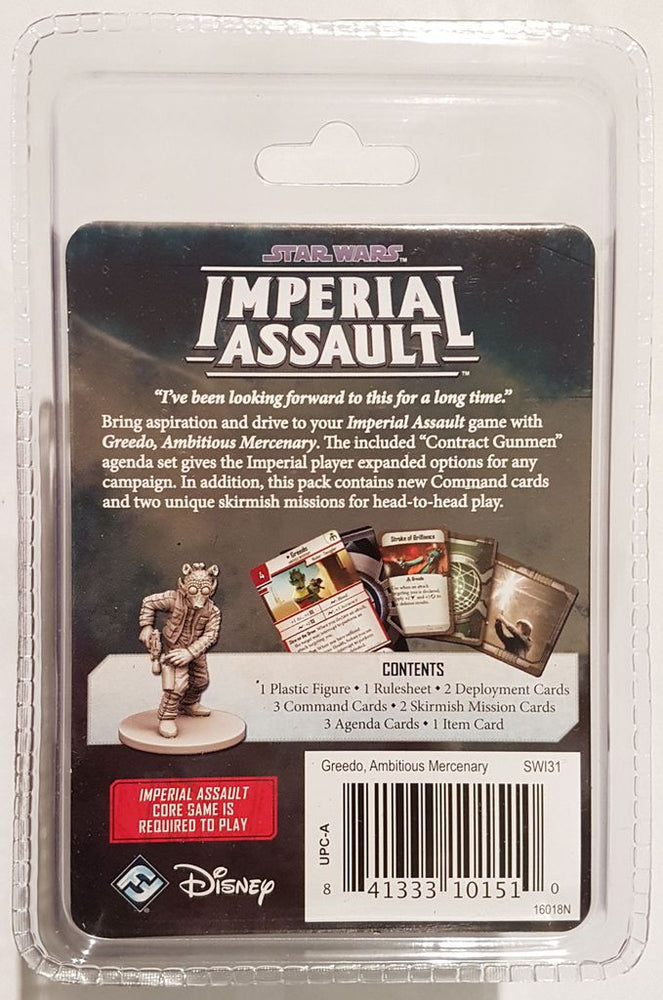 STAR WARS™
IMPERIAL
ASSAULT™
“I’ve been looking forward to this for a long time.”
Bring aspiration and drive to your Imperial Assault game with
Greedo, Ambitious Mercenary. The included “Contract Gunmen”
agenda set gives the Imperial player expanded options for any
campaign. In addition, this pack contains new Command cards
and two unique skirmish missions for head-to-head play.
Greedo
4
Stroke of Brilliance
Greedo
CONTENTS
1 Plastic Figure • 1 Rulesheet • 2 Deployment Cards
3 Command Cards • 2 Skirmish Mission Cards
3 Agenda Cards • 1 Item Card
IMPERIAL ASSAULT
CORE GAME IS
REQUIRED TO PLAY
Disney
Greedo, Ambitious Mercenary SWI31
UPC-A
8 41333 10151 0
16018N